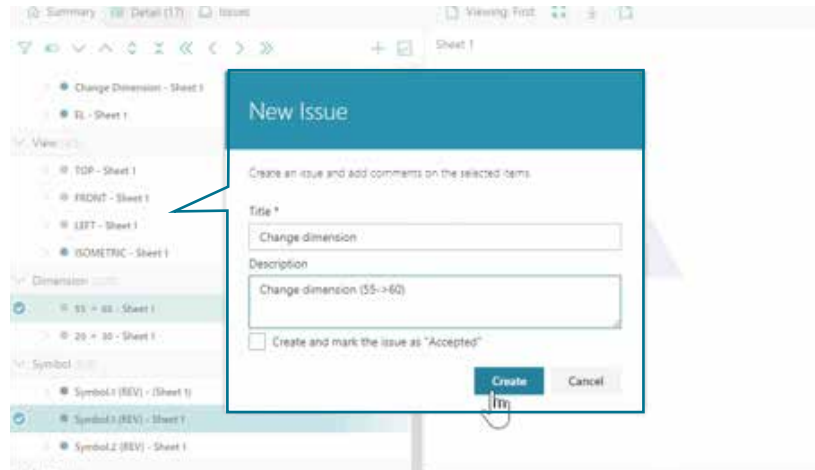 Summary Detail (17) Issues Viewing: First
Sheet 1
Change Dimension - Sheet 1
EL - Sheet 1
View
TOP - Sheet 1
FRONT - Sheet 1
LEFT - Sheet 1
ISOMETRIC - Sheet 1
Dimension
- Sheet 1
20 - Sheet 1
Symbol
Symbol.1 (REV) - (Sheet 1)
Symbol.1 (REV) - Sheet 1
Symbol.2 (REV) - Sheet 1
New Issue
Create an issue and add comments on the selected items
Title *
Change dimension
Description
Change dimension (55->60)
Create and mark the issue as "Accepted"
Create Cancel